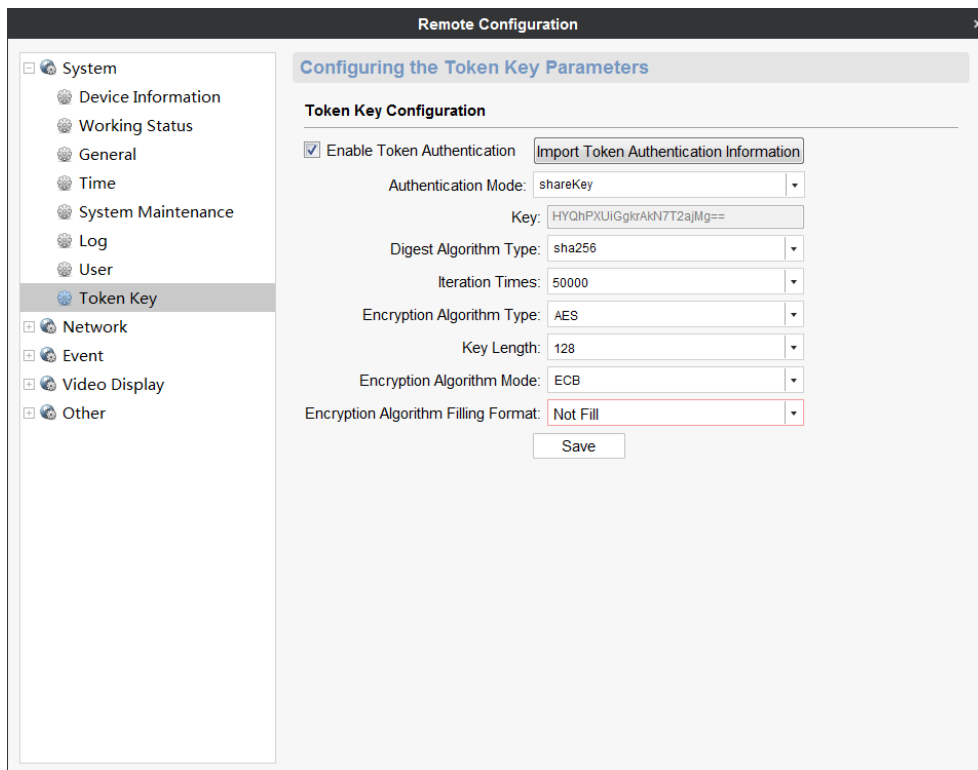 Remote Configuration
System
Device Information
Working Status
General
Time
System Maintenance
Log
User
Token Key
Network
Event
Video Display
Other
Configuring the Token Key Parameters
Token Key Configuration
Enable Token Authentication Import Token Authentication Information
Authentication Mode: shareKey
Key: HYQhPXUiGgkrAkN7T2ajMg==
Digest Algorithm Type: sha256
Iteration Times: 50000
Encryption Algorithm Type: AES
Key Length: 128
Encryption Algorithm Mode: ECB
Encryption Algorithm Filling Format: Not Fill
Save